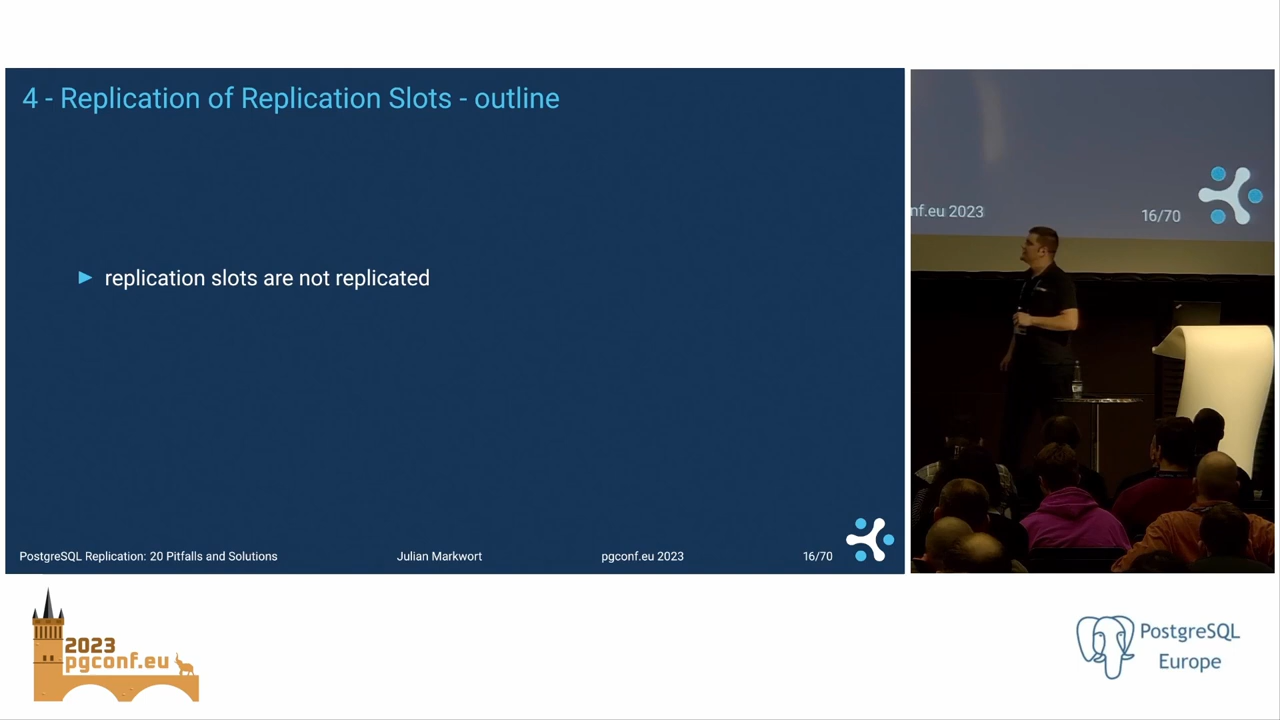 4 - Replication of Replication Slots - outline
replication slots are not replicated
PostgreSQL Replication: 20 Pitfalls and Solutions
Julian Markwort
pgconf.eu 2023
16/70
nf.eu 2023
16/70
2023
pgconf.eu
PostgreSQL
Europe